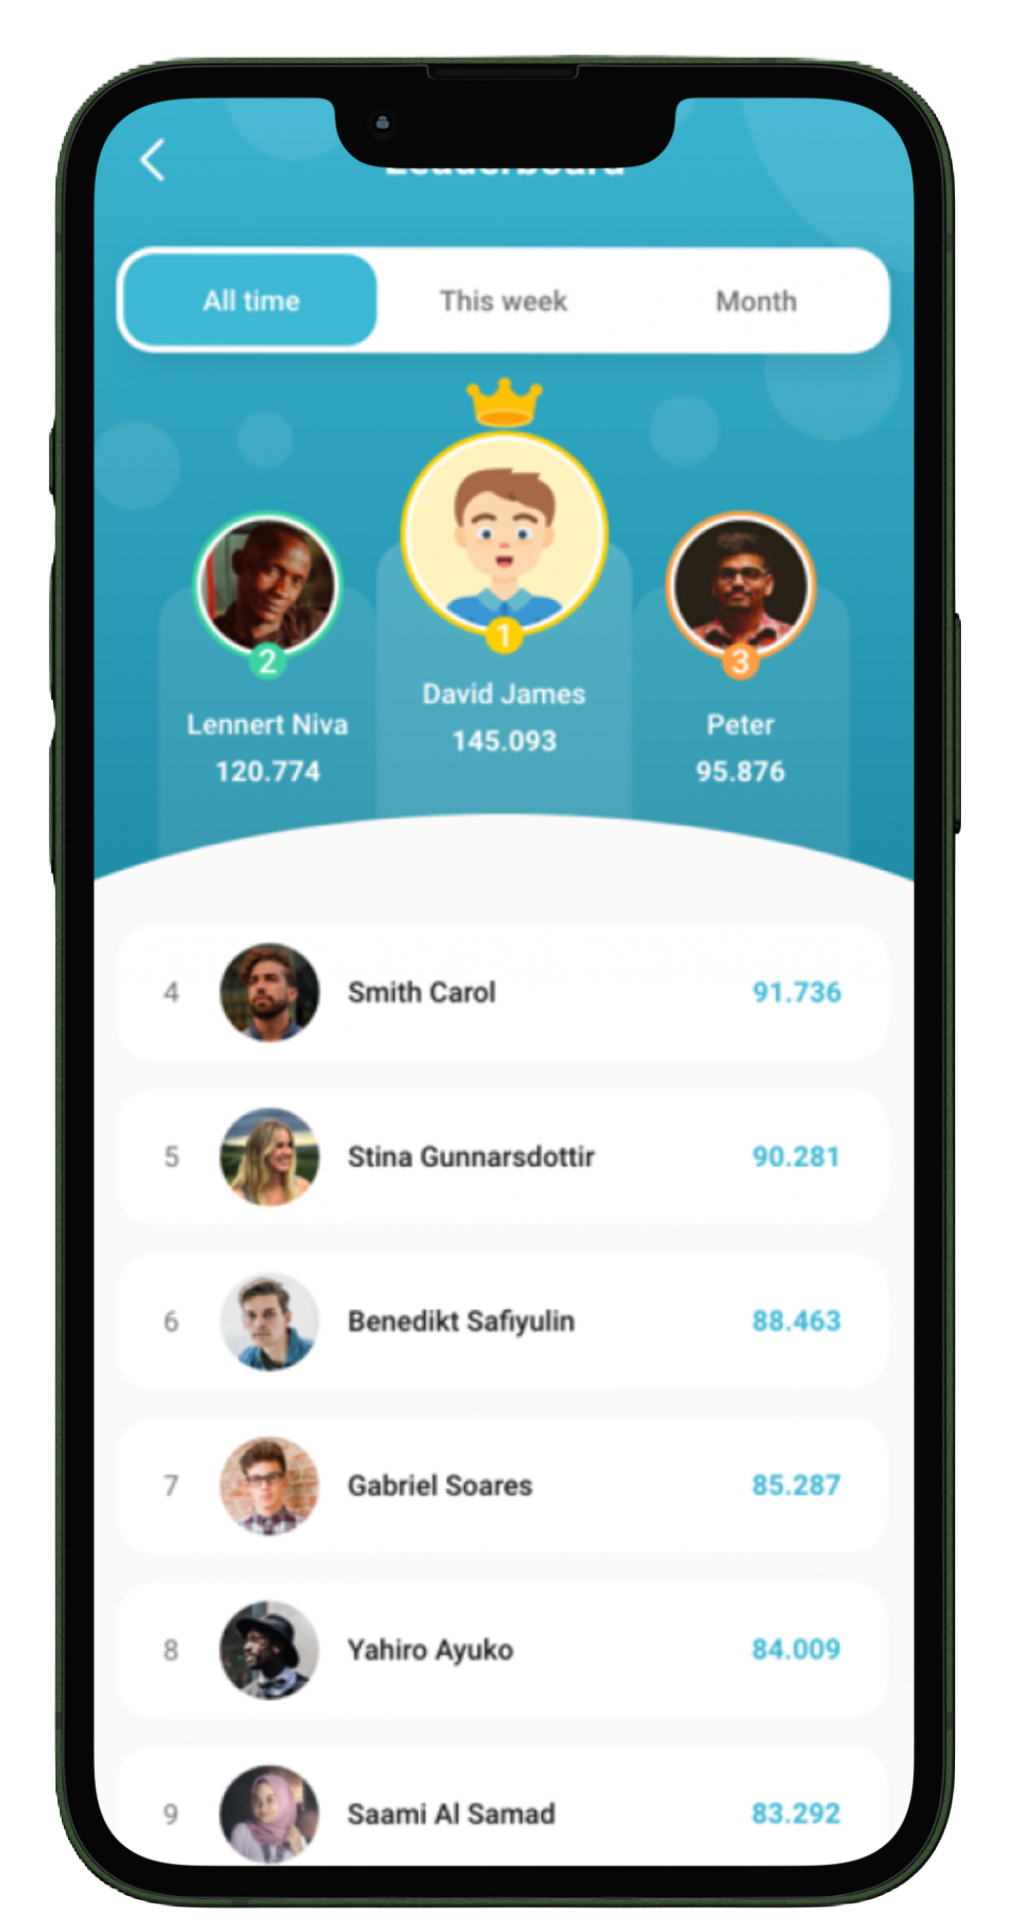 Leaderboard
All time
This week
Month
1
2
3
David James
145.093
Lennert Niva
120.774
Peter
95.876
4 Smith Carol 91.736
5 Stina Gunnarsdottir 90.281
6 Benedikt Safiyulin 88.463
7 Gabriel Soares 85.287
8 Yahiro Ayuko 84.009
9 Saami Al Samad 83.292